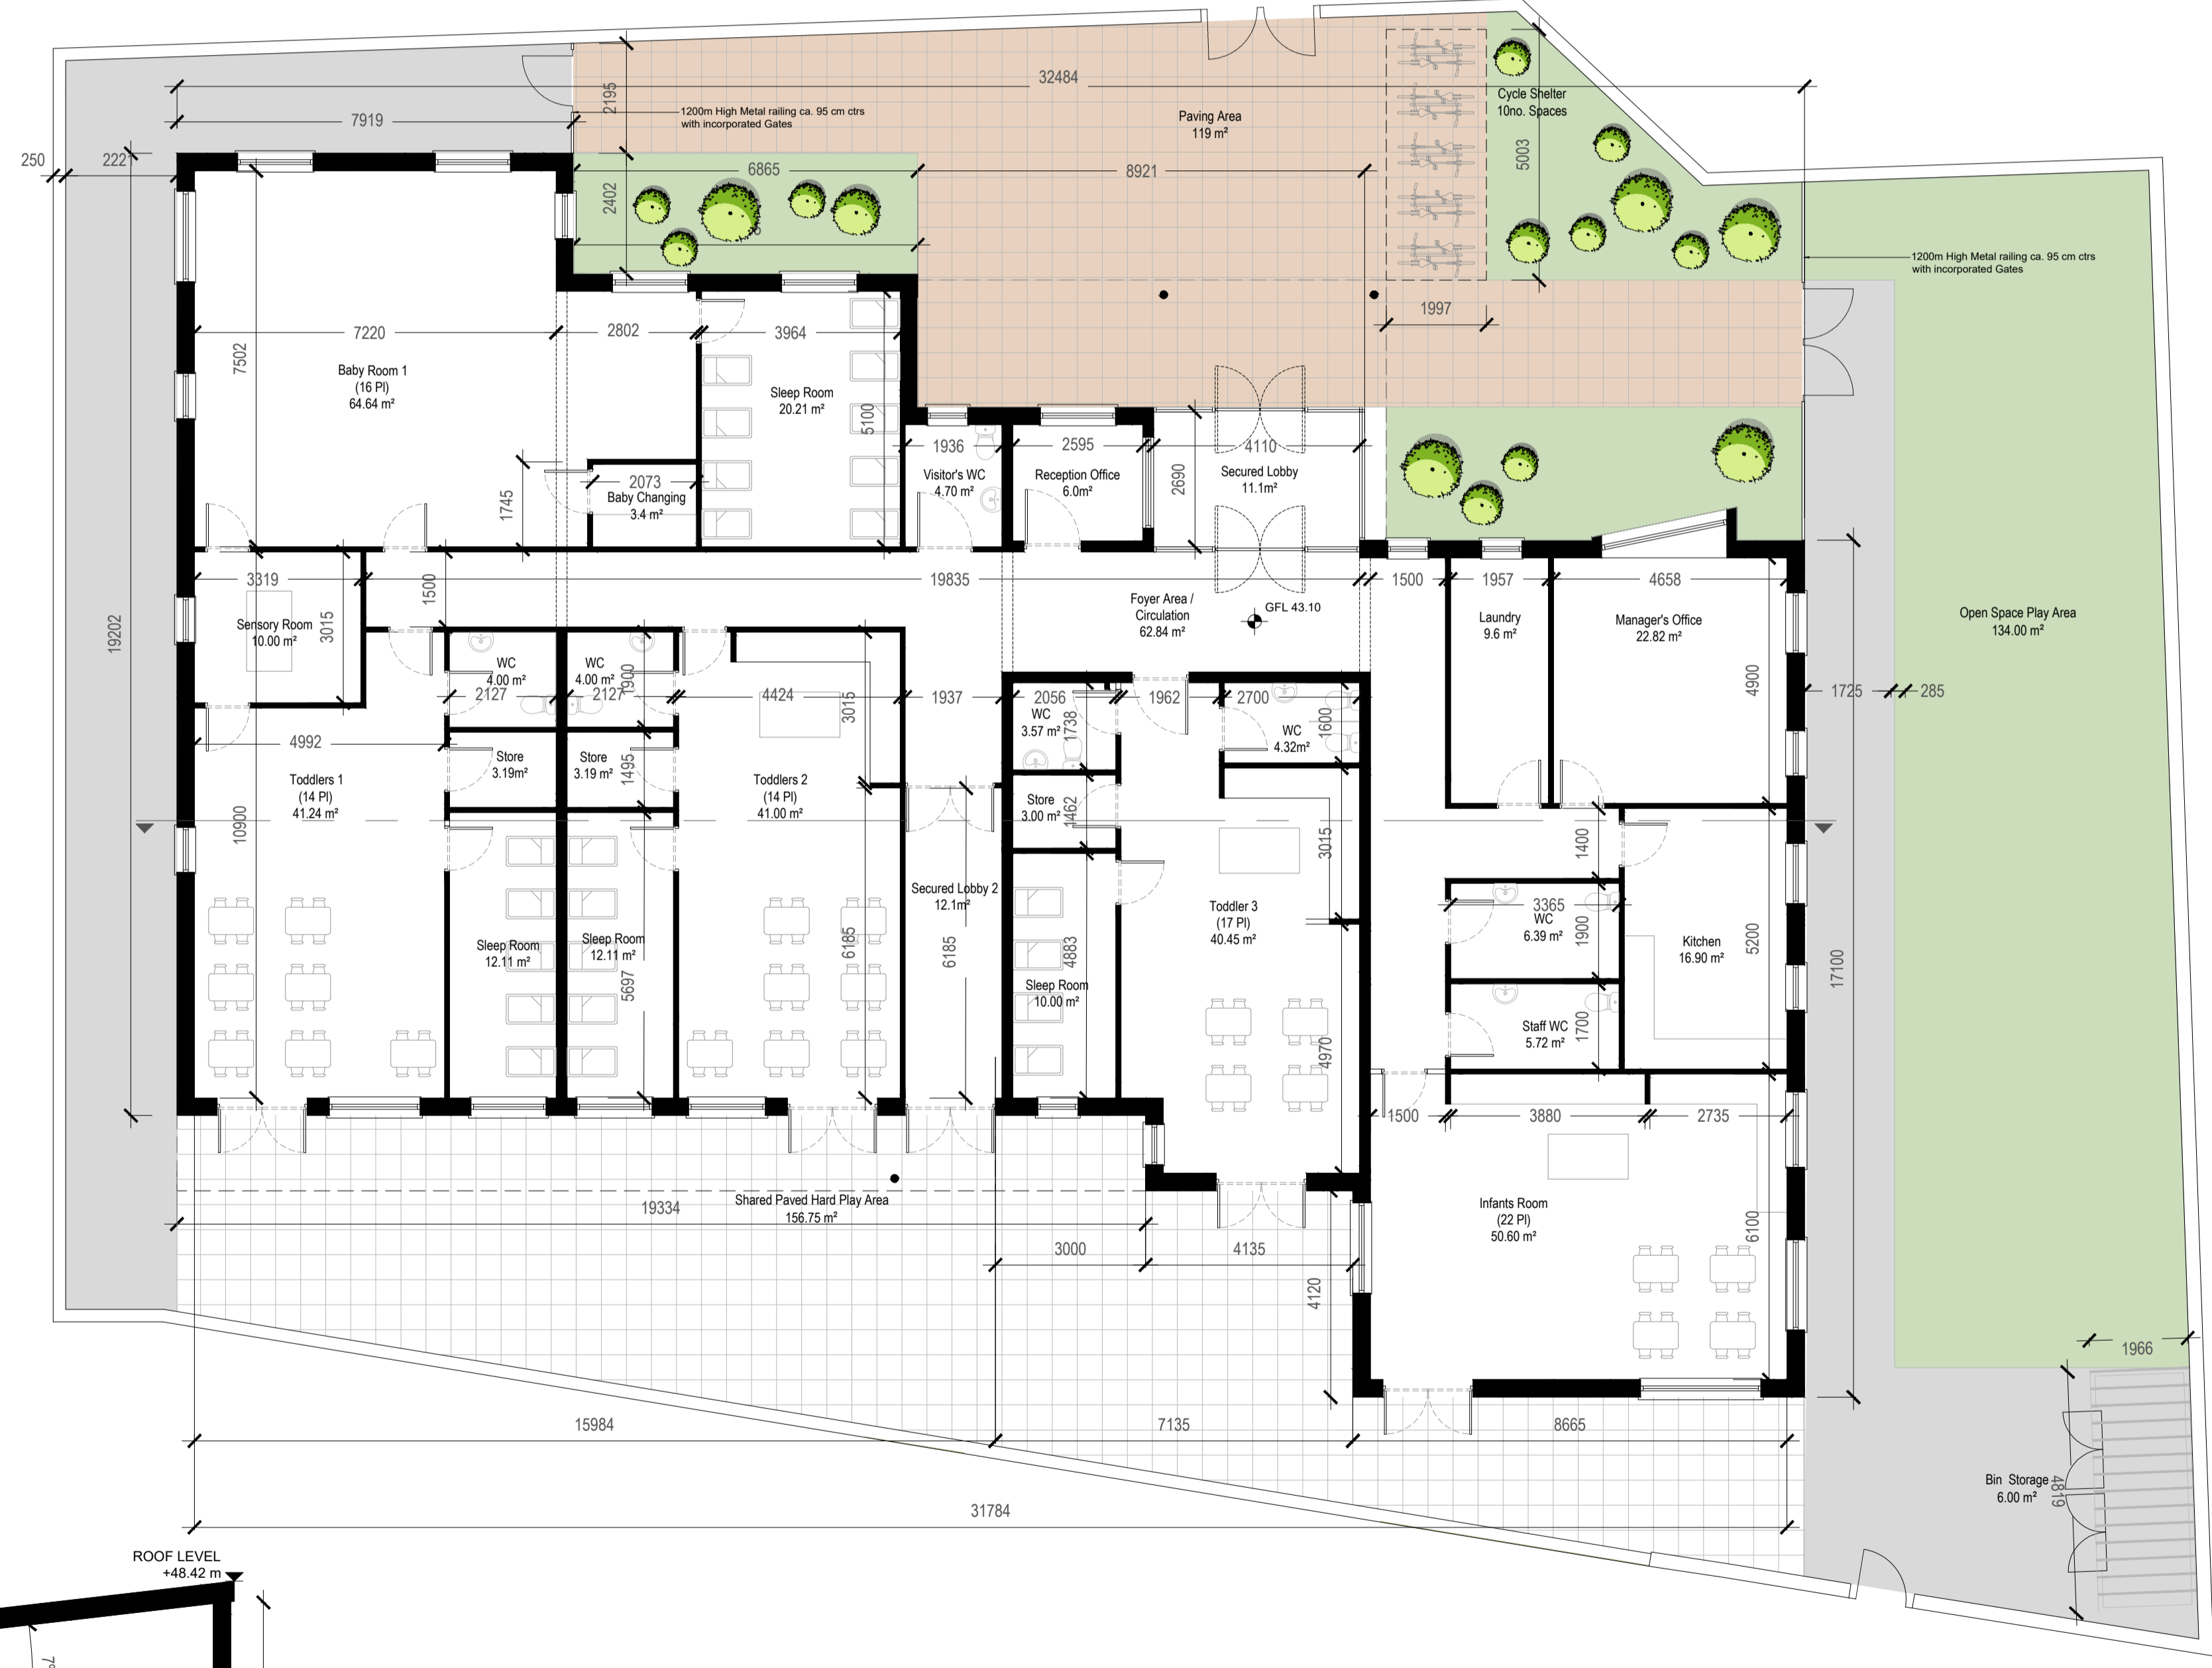 32484
2195
1200m High Metal railing ca. 95 cm ctrs
with incorporated Gates
Paving Area
119 m²
Cycle Shelter
10no. Spaces
7919
5003
250
222
6865
8921
2402
1200m High Metal railing ca. 95 cm ctrs
with incorporated Gates
1997
7220
2802
3964
7502
Baby Room 1
(16 Pl)
64.64 m²
Sleep Room
20.21 m²
5100
1936
2595
4110
2690
Visitor's WC
4.70 m²
Reception Office
6.0m²
Secured Lobby
11.1m²
2073
Baby Changing
3.4 m²
1745
3319
1500
19835
1500
1957
4658
19202
Sensory Room
10.00 m²
3015
Foyer Area /
Circulation
62.84 m²
GFL 43.10
Laundry
9.6 m²
Manager's Office
22.82 m²
Open Space Play Area
134.00 m²
WC
4.00 m²
2127
WC
4.00 m²
1900
2127
4424
3015
1937
2056
1962
2700
WC
3.57 m²
1738
WC
4.32m²
1600
4900
1725
285
4992
Store
3.19m²
Store
3.19 m²
1495
Toddlers 1
(14 Pl)
41.24 m²
10900
Toddlers 2
(14 Pl)
41.00 m²
Store
3.00 m²
1462
3015
1400
Secured Lobby 2
12.1m²
Toddler 3
(17 Pl)
40.45 m²
3365
WC
6.39 m²
1900
Kitchen
16.90 m²
5200
17100
Sleep Room
12.11 m²
Sleep Room
12.11 m²
5697
6185
6185
4883
Sleep Room
10.00 m²
4970
Staff WC
5.72 m²
1700
1500
3880
2735
Shared Paved Hard Play Area
156.75 m²
19334
Infants Room
(22 Pl)
50.60 m²
6100
3000
4135
4120
1966
15984
7135
8665
Bin Storage
6.00 m²
4819
31784
ROOF LEVEL
+48.42 m